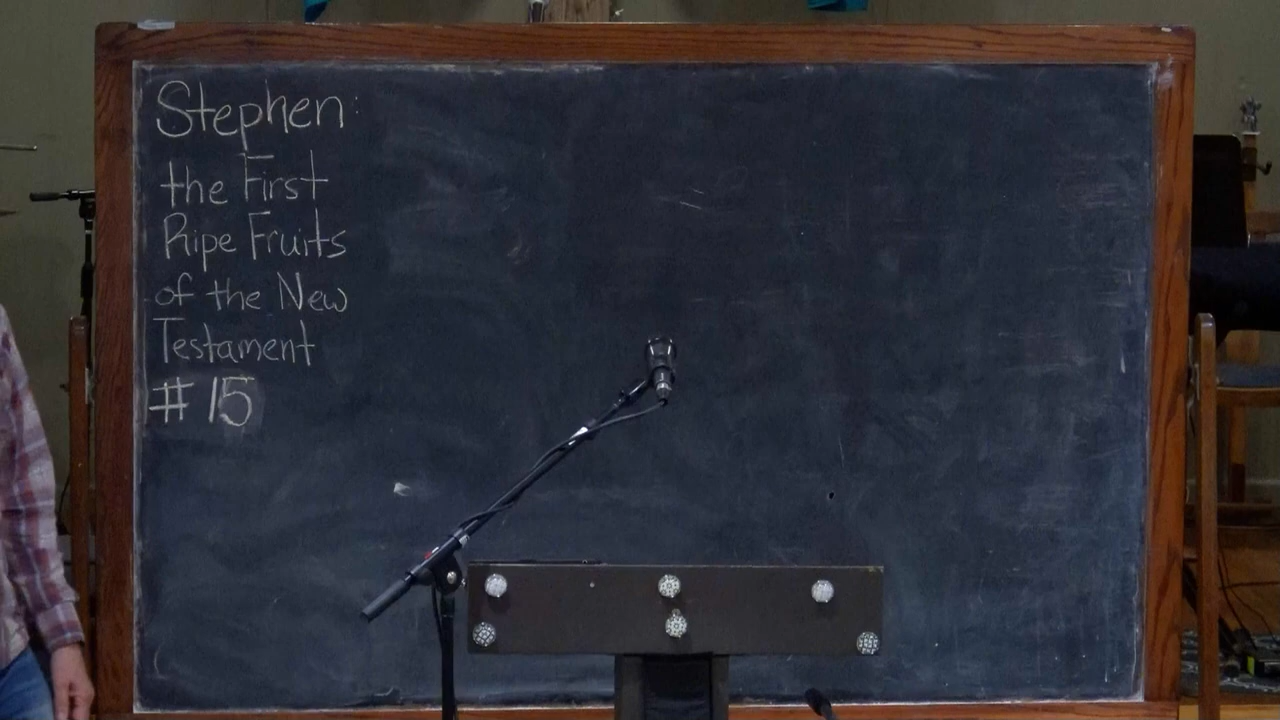 Stephen:
the First
Ripe Fruits
of the New
Testament
# 15